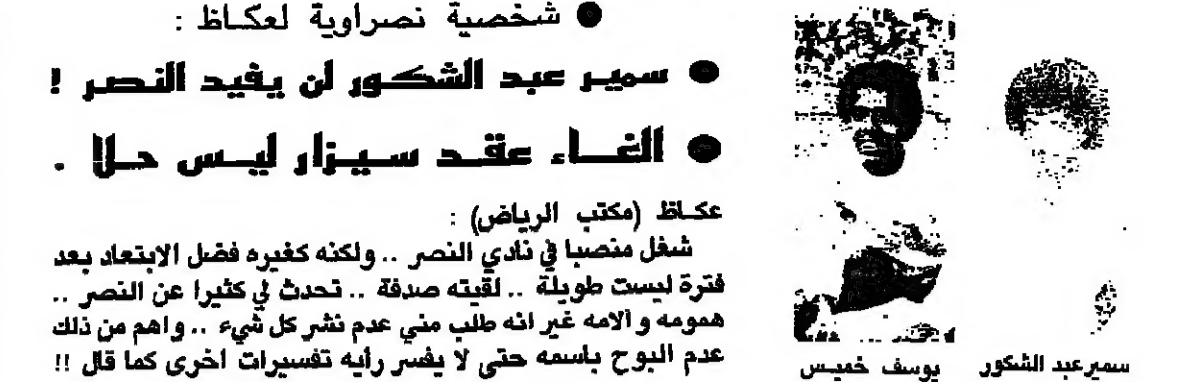 ● شخصية نصراوية لعكاظ :
● سمير عبد الشكور لن يفيد النصر !
● الغاء عقد سيزار ليس حلا .
عكاظ (مكتب الرياض) :
شغل منصبا في نادي النصر .. ولكنه كغيره فضل الابتعاد بعد
فترة ليست طويلة .. لقيته صدفة .. تحدث لي كثيرا عن النصر ..
همومه وآلامه غير انه طلب مني عدم نشر كل شيء .. واهم من ذلك
عدم البوح باسمه حتى لا يفسر رأيه تفسيرات اخرى كما قال !!
سمير عبد الشكور
يوسف خميس